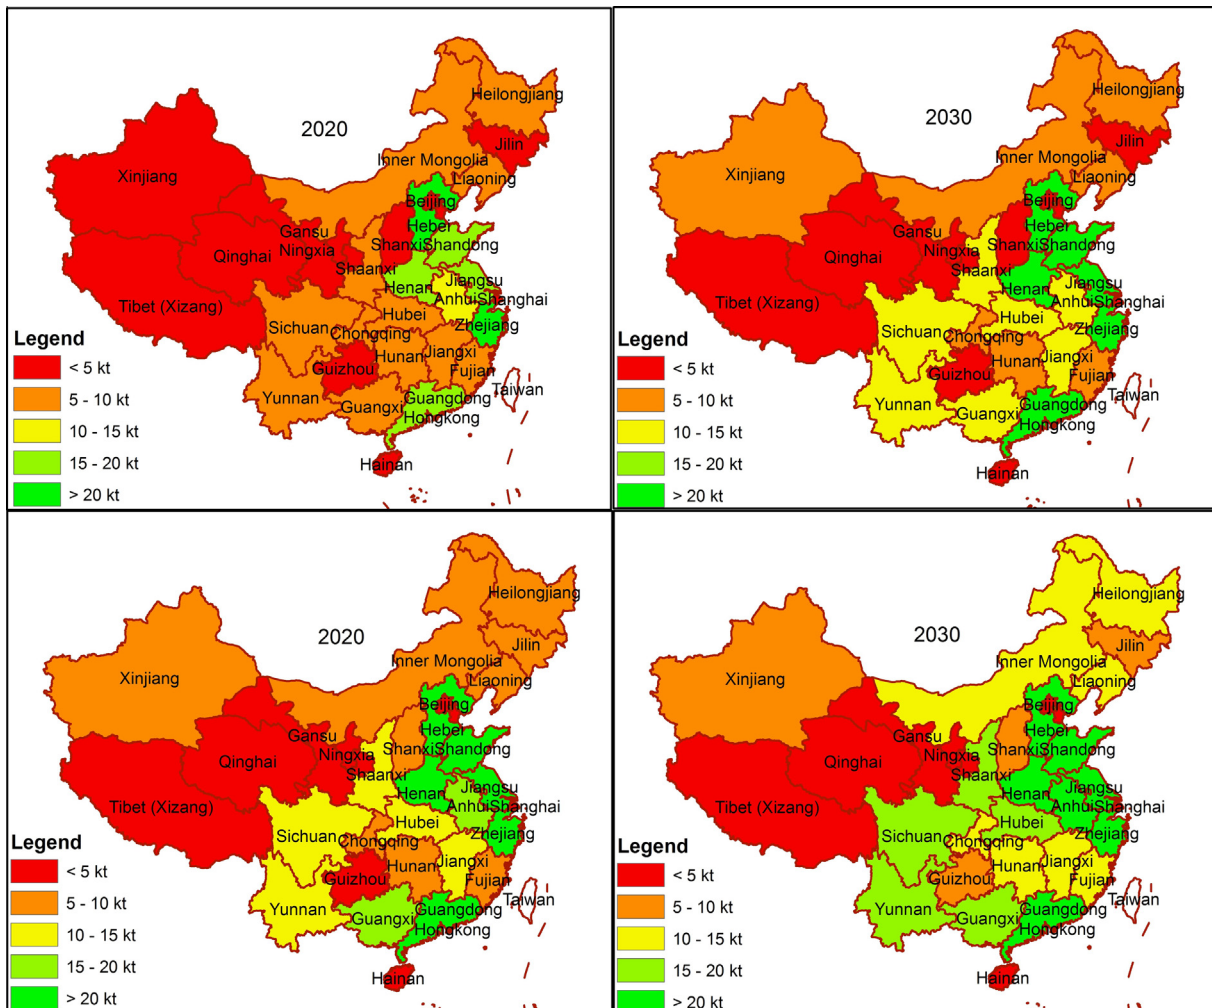 2020
Heilongjiang
Jilin
Inner Mongolia
Liaoning
Xinjiang
Beijing
Hebei
Gansu
Ningxia
Shanxi
Shandong
Qinghai
Shaanxi
Henan
Jiangsu
Anhui
Shanghai
Tibet (Xizang)
Hubei
Zhejiang
Sichuan
Chongqing
Hunan
Jiangxi
Guizhou
Fujian
Yunnan
Guangxi
Guangdong
Taiwan
Hongkong
Hainan
Legend
< 5 kt
5 - 10 kt
10 - 15 kt
15 - 20 kt
> 20 kt
2030
Heilongjiang
Jilin
Inner Mongolia
Liaoning
Xinjiang
Beijing
Hebei
Gansu
Ningxia
Shanxi
Shandong
Qinghai
Shaanxi
Henan
Jiangsu
Anhui
Shanghai
Tibet (Xizang)
Hubei
Zhejiang
Sichuan
Chongqing
Hunan
Jiangxi
Guizhou
Fujian
Yunnan
Guangxi
Guangdong
Taiwan
Hongkong
Hainan
Legend
< 5 kt
5 - 10 kt
10 - 15 kt
15 - 20 kt
> 20 kt
2020
Heilongjiang
Jilin
Inner Mongolia
Liaoning
Xinjiang
Beijing
Hebei
Gansu
Ningxia
Shanxi
Shandong
Qinghai
Shaanxi
Henan
Jiangsu
Anhui
Shanghai
Tibet (Xizang)
Hubei
Zhejiang
Sichuan
Chongqing
Hunan
Jiangxi
Guizhou
Fujian
Yunnan
Guangxi
Guangdong
Taiwan
Hongkong
Hainan
Legend
< 5 kt
5 - 10 kt
10 - 15 kt
15 - 20 kt
> 20 kt
2030
Heilongjiang
Jilin
Inner Mongolia
Liaoning
Xinjiang
Beijing
Hebei
Gansu
Ningxia
Shanxi
Shandong
Qinghai
Shaanxi
Henan
Jiangsu
Anhui
Shanghai
Tibet (Xizang)
Hubei
Zhejiang
Sichuan
Chongqing
Hunan
Jiangxi
Guizhou
Fujian
Yunnan
Guangxi
Guangdong
Taiwan
Hongkong
Hainan
Legend
< 5 kt
5 - 10 kt
10 - 15 kt
15 - 20 kt
> 20 kt